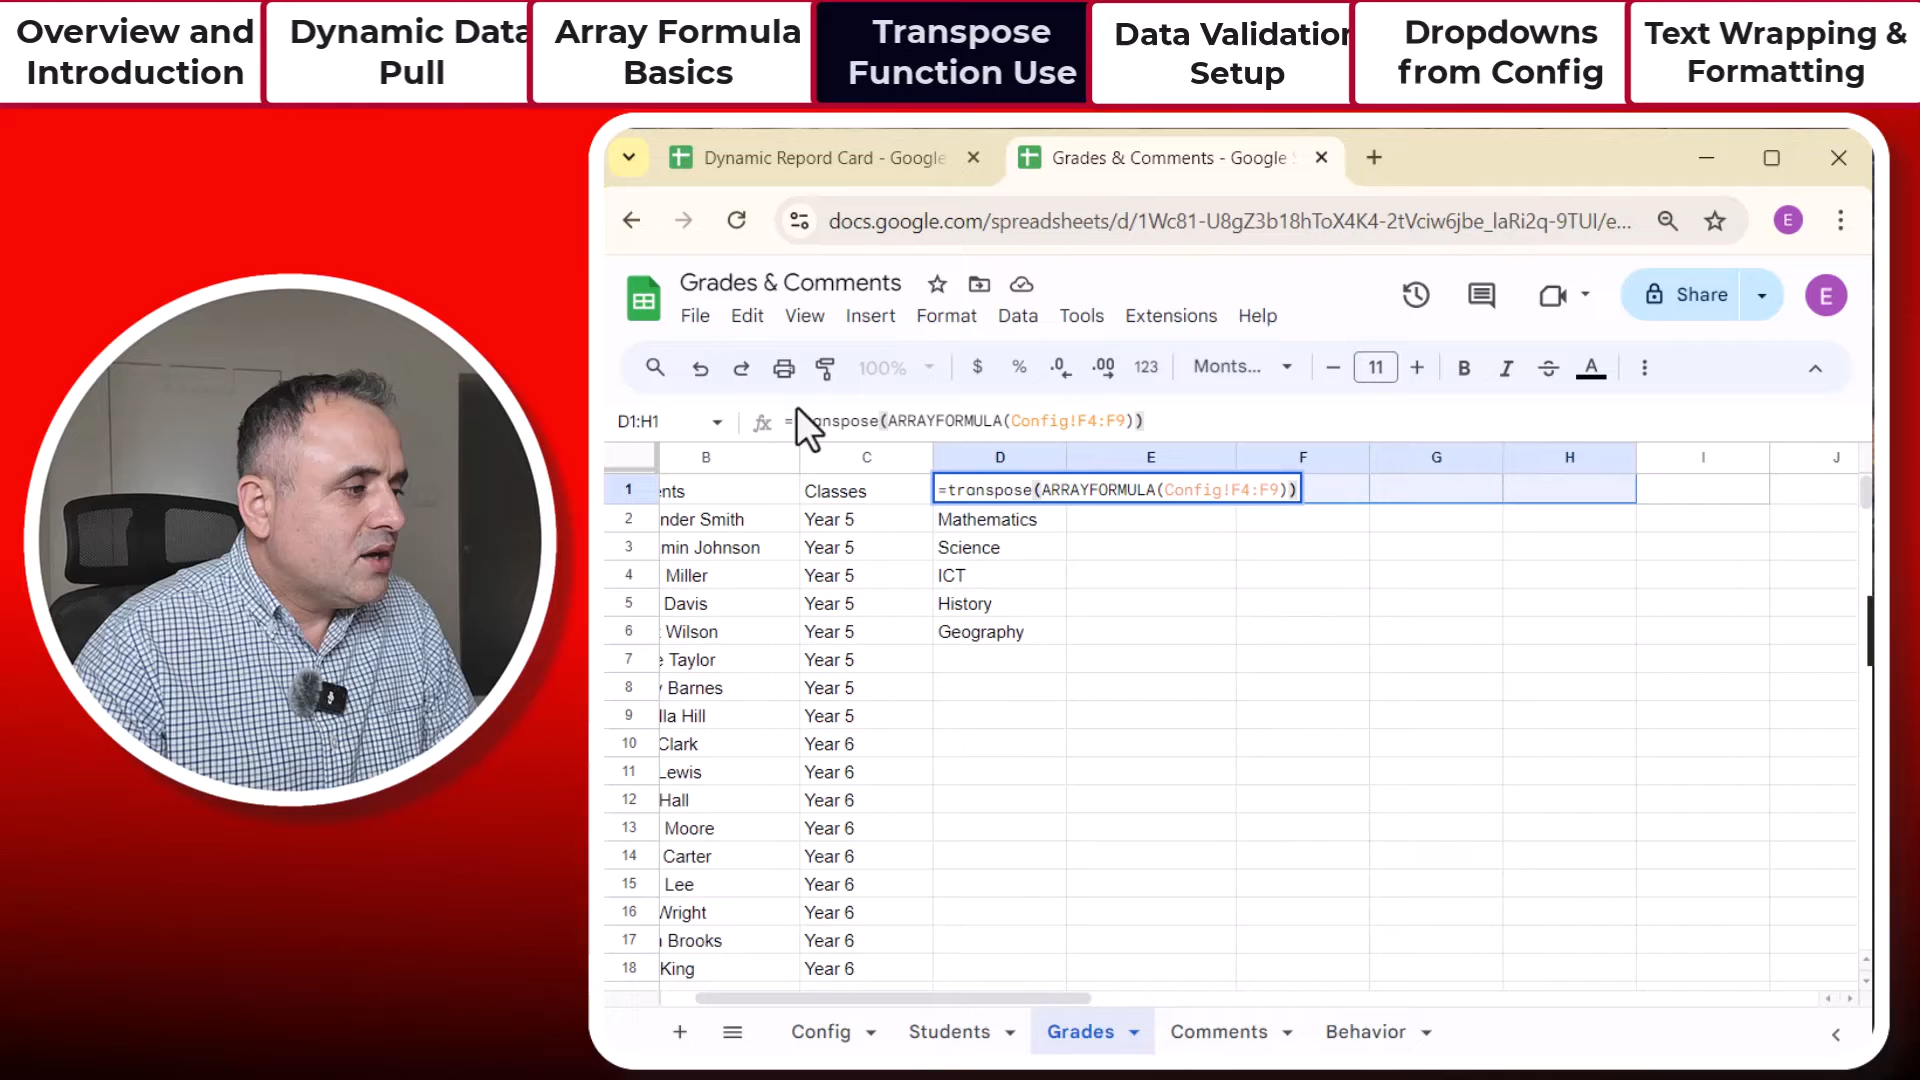 Overview and
Introduction
Dynamic Data
Pull
Array Formula
Basics
Transpose
Function Use
Data Validation
Setup
Dropdowns
from Config
Text Wrapping &
Formatting
Dynamic Repord Card - Google
Grades & Comments - Google S
docs.google.com/spreadsheets/d/1Wc81-U8gZ3b18hToX4K4-2tVciw6jbe_laRi2q-9TUI/e...
E
Grades & Comments
Share
E
File Edit View Insert Format Data Tools Extensions Help
100% $ % .0 .00 123 Monts... 11 B I A
D1:H1 fx = anspose(ARRAYFORMULA(Config!F4:F9))
B C D E F G H I J
1 ents Classes =transpose(ARRAYFORMULA(Config!F4:F9))
2 nder Smith Year 5 Mathematics
3 min Johnson Year 5 Science
4 Miller Year 5 ICT
5 Davis Year 5 History
6 Wilson Year 5 Geography
7 e Taylor Year 5
8 y Barnes Year 5
9 lla Hill Year 5
10 Clark Year 6
11 Lewis Year 6
12 Hall Year 6
13 Moore Year 6
14 Carter Year 6
15 Lee Year 6
16 Wright Year 6
17 Brooks Year 6
18 King Year 6
Config Students Grades Comments Behavior